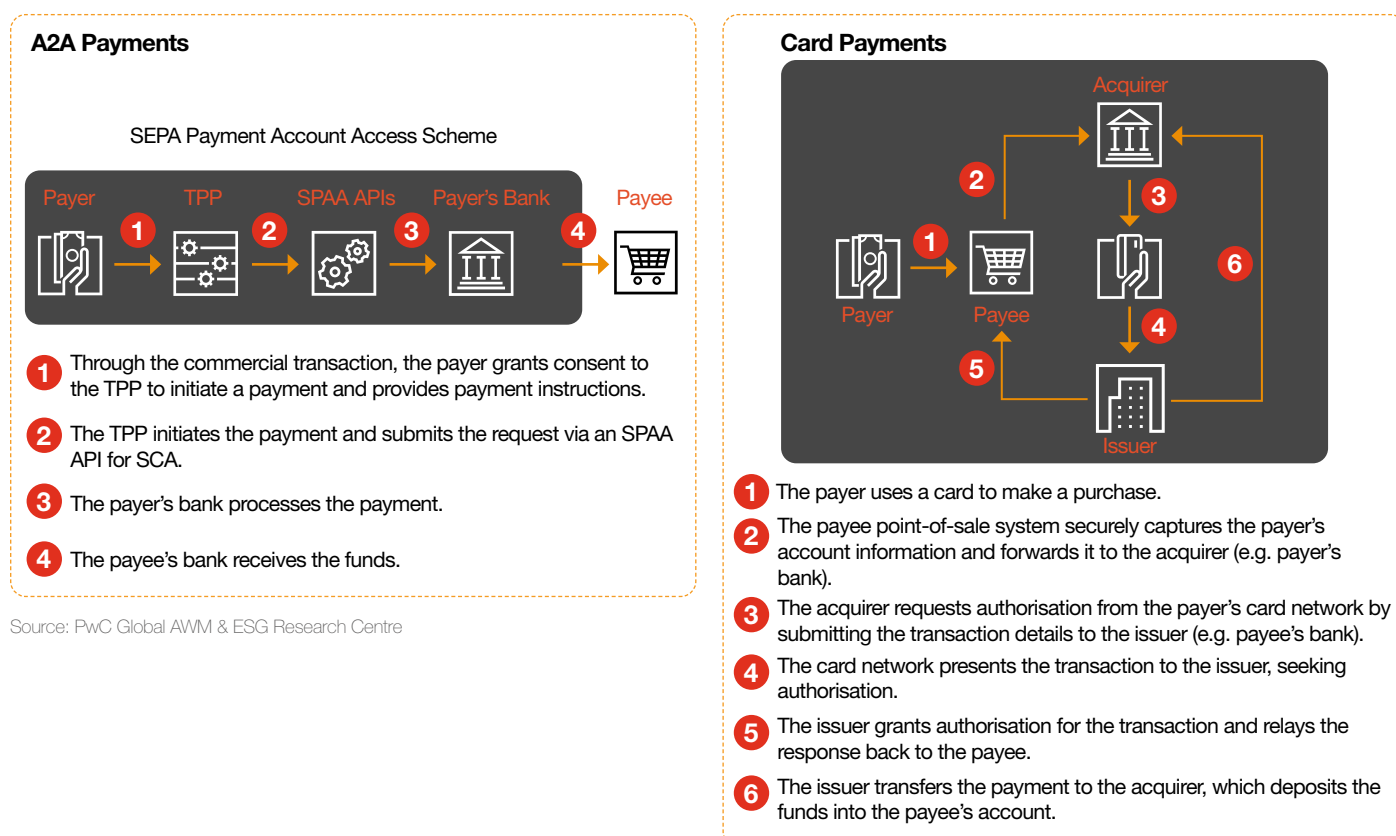 A2A Payments
SEPA Payment Account Access Scheme
Payer
TPP
SPAA APIs
Payer's Bank
Payee
1
2
3
4
1 Through the commercial transaction, the payer grants consent to
the TPP to initiate a payment and provides payment instructions.
2 The TPP initiates the payment and submits the request via an SPAA
API for SCA.
3 The payer's bank processes the payment.
4 The payee's bank receives the funds.
Source: PwC Global AWM & ESG Research Centre
Card Payments
Acquirer
2
3
1
6
Payer
Payee
4
5
Issuer
1 The payer uses a card to make a purchase.
2 The payee point-of-sale system securely captures the payer's
account information and forwards it to the acquirer (e.g. payer's
bank).
3 The acquirer requests authorisation from the payer's card network by
submitting the transaction details to the issuer (e.g. payee's bank).
4 The card network presents the transaction to the issuer, seeking
authorisation.
5 The issuer grants authorisation for the transaction and relays the
response back to the payee.
6 The issuer transfers the payment to the acquirer, which deposits the
funds into the payee's account.